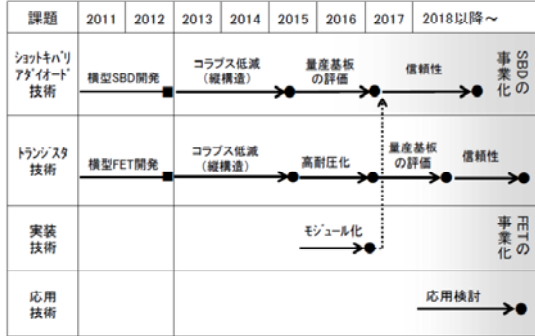 課題 2011 2012 2013 2014 2015 2016 2017 2018以降～
ショットキバリ
アダイオード
技術
横型SBD開発
コラプス低減
(縦構造)
量産基板
の評価
信頼性
SBDの
事業化
トランジスタ
技術
横型FET開発
コラプス低減
(縦構造)
高耐圧化
量産基板
の評価
信頼性
FETの
事業化
実装
技術
モジュール化
応用
技術
応用検討